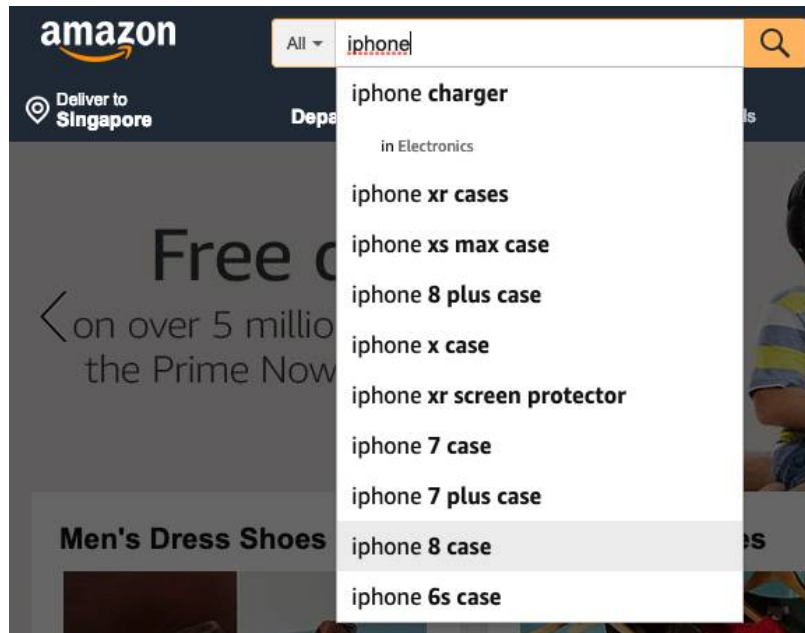 amazon
All
iphone
Deliver to
Singapore
Depa
ls
iphone charger
in Electronics
iphone xr cases
iphone xs max case
iphone 8 plus case
iphone x case
iphone xr screen protector
iphone 7 case
iphone 7 plus case
iphone 8 case
iphone 6s case
Free
on over 5 millio
the Prime Now
Men's Dress Shoes
es